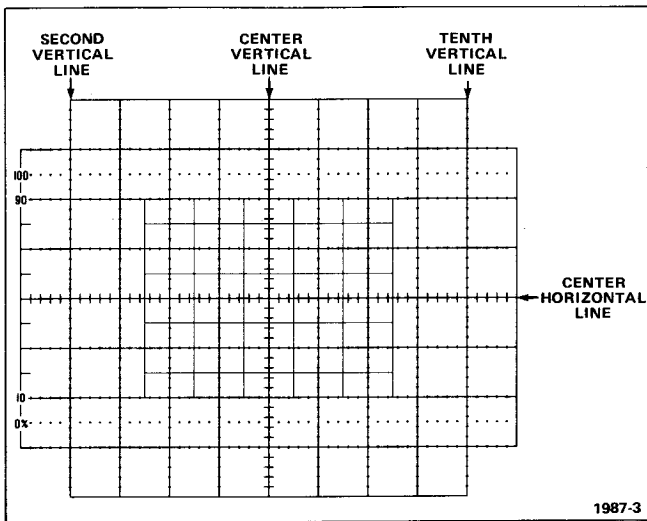 SECOND
VERTICAL
LINE
CENTER
VERTICAL
LINE
TENTH
VERTICAL
LINE
100
90
CENTER
HORIZONTAL
LINE
10
0%
1987-3